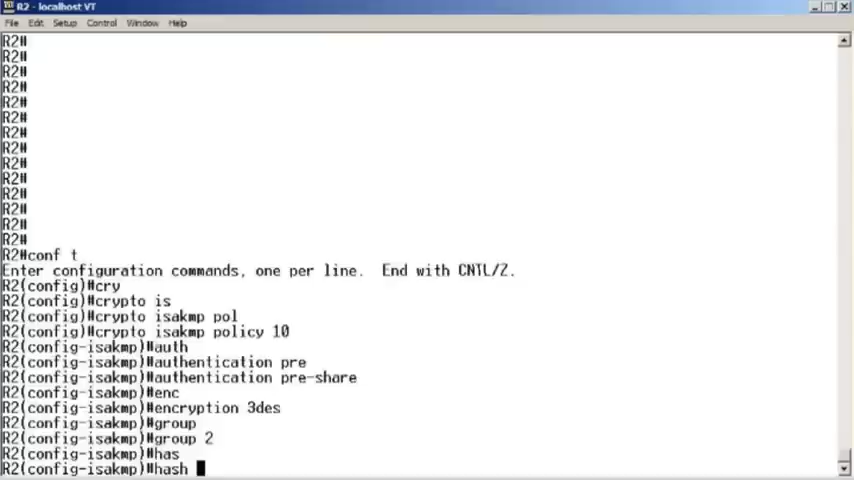 R2 - localhost VT
File Edit Setup Control Window Help
R2#
R2#
R2#
R2#
R2#
R2#
R2#
R2#
R2#
R2#
R2#
R2#
R2#
R2#
R2#conf t
Enter configuration commands, one per line.  End with CNTL/Z.
R2(config)#cry
R2(config)#crypto is
R2(config)#crypto isakmp pol
R2(config)#crypto isakmp policy 10
R2(config-isakmp)#auth
R2(config-isakmp)#authentication pre
R2(config-isakmp)#authentication pre-share
R2(config-isakmp)#enc
R2(config-isakmp)#encryption 3des
R2(config-isakmp)#group
R2(config-isakmp)#group 2
R2(config-isakmp)#has
R2(config-isakmp)#hash